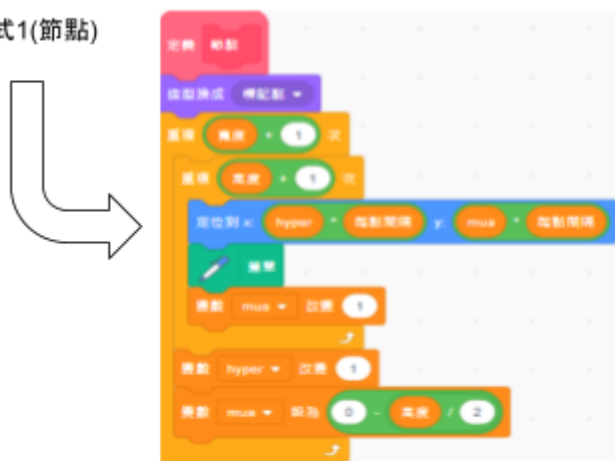 式1(節點)
定義 節點
造型換成 標記點
重複 寬度 + 1 次
重複 高度 + 1 次
定位到 x: hyper * 每點間隔 y: mua * 每點間隔
蓋章
變數 mua 改變 1
變數 hyper 改變 1
變數 mua 設為 0 - 高度 / 2